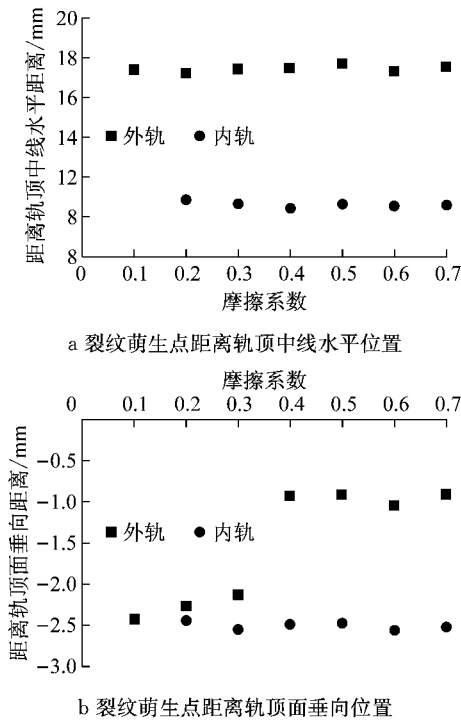 距离轨顶中线水平距离/mm
20
18
16
14
10
8
8
■ 外轨 ● 内轨
0 0.1 0.2 0.3 0.4 0.5 0.6 0.7
摩擦系数
a 裂纹萌生点距离轨顶中线水平位置
摩擦系数
0 0.1 0.2 0.3 0.4 0.5 0.6 0.7
距离轨顶面垂向距离/mm
-0.5
-1.0
-1.5
-2.0
-2.5
-3.0
■ 外轨 ● 内轨
b 裂纹萌生点距离轨顶面垂向位置